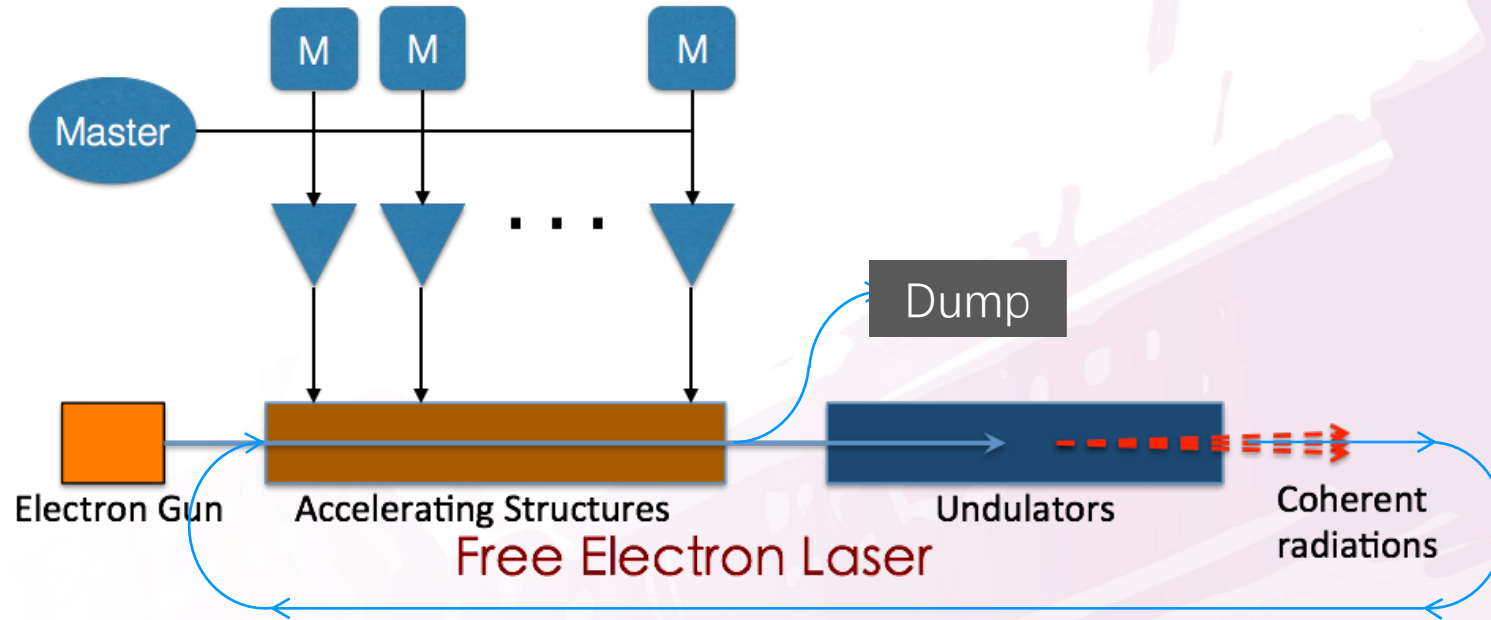 M M M
Master
. . .
Dump
Electron Gun
Accelerating Structures
Undulators
Coherent
radiations
Free Electron Laser